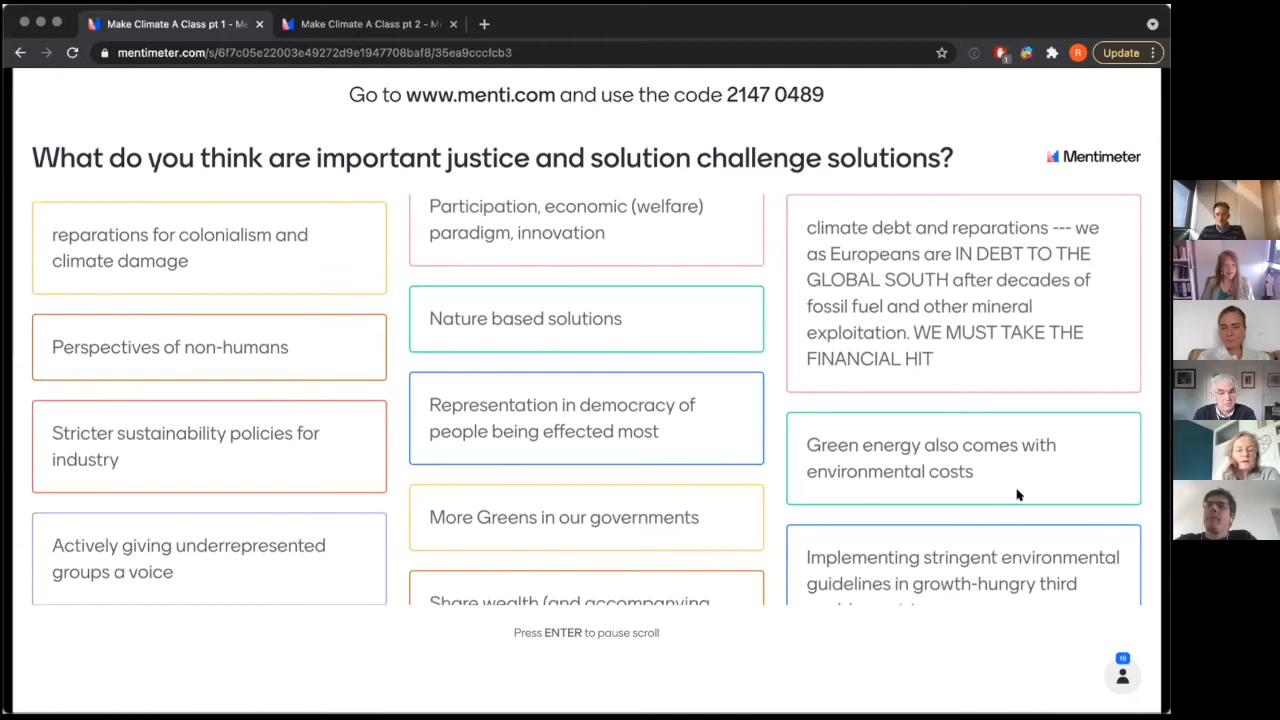 Make Climate A Class pt 1 - Me
Make Climate A Class pt 2 - Me
mentimeter.com/s/6f7c05e22003e49272d9e1947708baf8/35ea9cccfcb3
1
R
Update
Go to www.menti.com and use the code 2147 0489
What do you think are important justice and solution challenge solutions?
Mentimeter
reparations for colonialism and
climate damage
Perspectives of non-humans
Stricter sustainability policies for
industry
Actively giving underrepresented
groups a voice
Participation, economic (welfare)
paradigm, innovation
Nature based solutions
Representation in democracy of
people being effected most
More Greens in our governments
Share wealth (and accompanying
climate debt and reparations --- we
as Europeans are IN DEBT TO THE
GLOBAL SOUTH after decades of
fossil fuel and other mineral
exploitation. WE MUST TAKE THE
FINANCIAL HIT
Green energy also comes with
environmental costs
Implementing stringent environmental
guidelines in growth-hungry third
Press ENTER to pause scroll
16